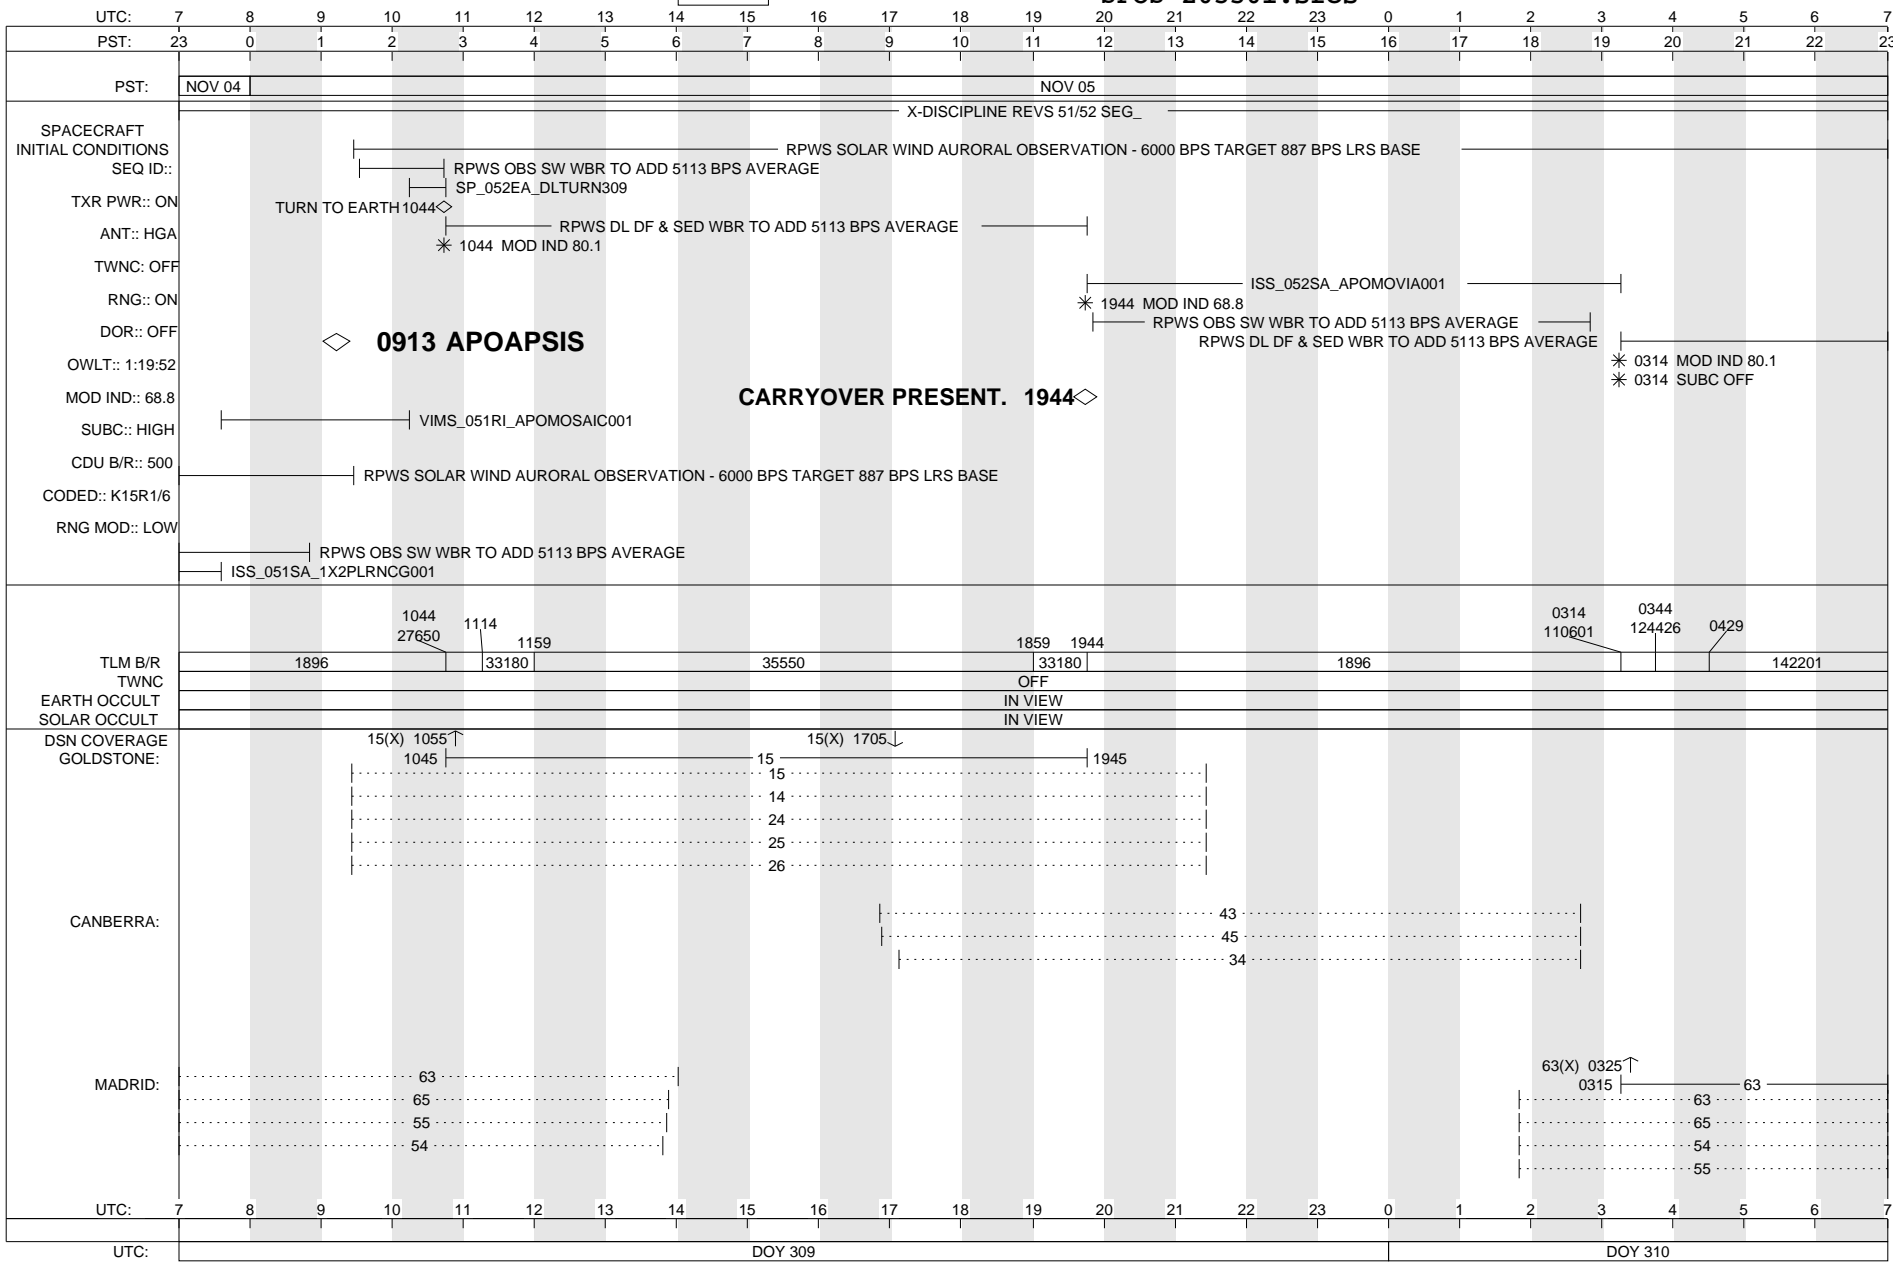 UTC: 7 8 9 10 11 12 13 14 15 16 17 18 19 20 21 22 23 0 1 2 3 4 5 6 7
PST: 23 0 1 2 3 4 5 6 7 8 9 10 11 12 13 14 15 16 17 18 19 20 21 22 23
PST: NOV 04 NOV 05
X-DISCIPLINE REVS 51/52 SEG_
SPACECRAFT
INITIAL CONDITIONS
RPWS SOLAR WIND AURORAL OBSERVATION - 6000 BPS TARGET 887 BPS LRS BASE
SEQ ID::
RPWS OBS SW WBR TO ADD 5113 BPS AVERAGE
SP_052EA_DLTURN309
TXR PWR:: ON
TURN TO EARTH 1044
ANT:: HGA
RPWS DL DF & SED WBR TO ADD 5113 BPS AVERAGE
1044 MOD IND 80.1
TWNC: OFF
ISS_052SA_APOMOVIA001
RNG:: ON
1944 MOD IND 68.8
RPWS OBS SW WBR TO ADD 5113 BPS AVERAGE
DOR:: OFF
0913 APOAPSIS
RPWS DL DF & SED WBR TO ADD 5113 BPS AVERAGE
OWLT:: 1:19:52
0314 MOD IND 80.1
0314 SUBC OFF
MOD IND:: 68.8
CARRYOVER PRESENT. 1944
VIMS_051RI_APOMOSAIC001
SUBC:: HIGH
CDU B/R:: 500
RPWS SOLAR WIND AURORAL OBSERVATION - 6000 BPS TARGET 887 BPS LRS BASE
CODED:: K15R1/6
RNG MOD:: LOW
RPWS OBS SW WBR TO ADD 5113 BPS AVERAGE
ISS_051SA_1X2PLRNCG001
1044 0314 0344
27650 1114 110601 124426 0429
1159 1859 1944
TLM B/R 1896 33180 35550 33180 1896 142201
TWNC OFF
EARTH OCCULT IN VIEW
SOLAR OCCULT IN VIEW
DSN COVERAGE 15(X) 1055 15(X) 1705
GOLDSTONE: 1045 15 1945
15
14
24
25
26
CANBERRA: 43
45
34
63(X) 0325
MADRID: 63 0315 63
65 63
55 65
54 54
55
UTC: 7 8 9 10 11 12 13 14 15 16 17 18 19 20 21 22 23 0 1 2 3 4 5 6 7
UTC: DOY 309 DOY 310